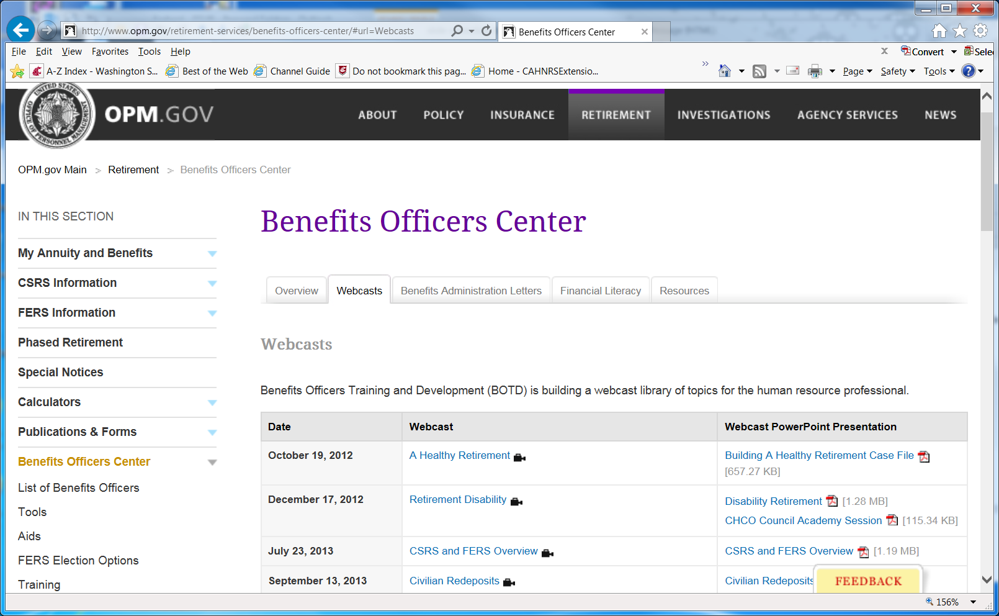 http://www.opm.gov/retirement-services/benefits-officers-center/#url=Webcasts
Benefits Officers Center
File Edit View Favorites Tools Help
Convert
Sele
A-Z Index - Washington S...
Best of the Web
Channel Guide
Do not bookmark this pag...
Home - CAHNRSExtensio...
Page
Safety
Tools
UNITED STATES
OFFICE OF PERSONNEL MANAGEMENT
OPM.GOV
ABOUT
POLICY
INSURANCE
RETIREMENT
INVESTIGATIONS
AGENCY SERVICES
NEWS
OPM.gov Main > Retirement > Benefits Officers Center
IN THIS SECTION
My Annuity and Benefits
CSRS Information
FERS Information
Phased Retirement
Special Notices
Calculators
Publications & Forms
Benefits Officers Center
List of Benefits Officers
Tools
Aids
FERS Election Options
Training
Benefits Officers Center
Overview
Webcasts
Benefits Administration Letters
Financial Literacy
Resources
Webcasts
Benefits Officers Training and Development (BOTD) is building a webcast library of topics for the human resource professional.
Date Webcast Webcast PowerPoint Presentation
October 19, 2012 A Healthy Retirement Building A Healthy Retirement Case File
[657.27 KB]
December 17, 2012 Retirement Disability Disability Retirement [1.28 MB]
CHCO Council Academy Session [115.34 KB]
July 23, 2013 CSRS and FERS Overview CSRS and FERS Overview [1.19 MB]
September 13, 2013 Civilian Redeposits Civilian Redeposits
FEEDBACK
156%